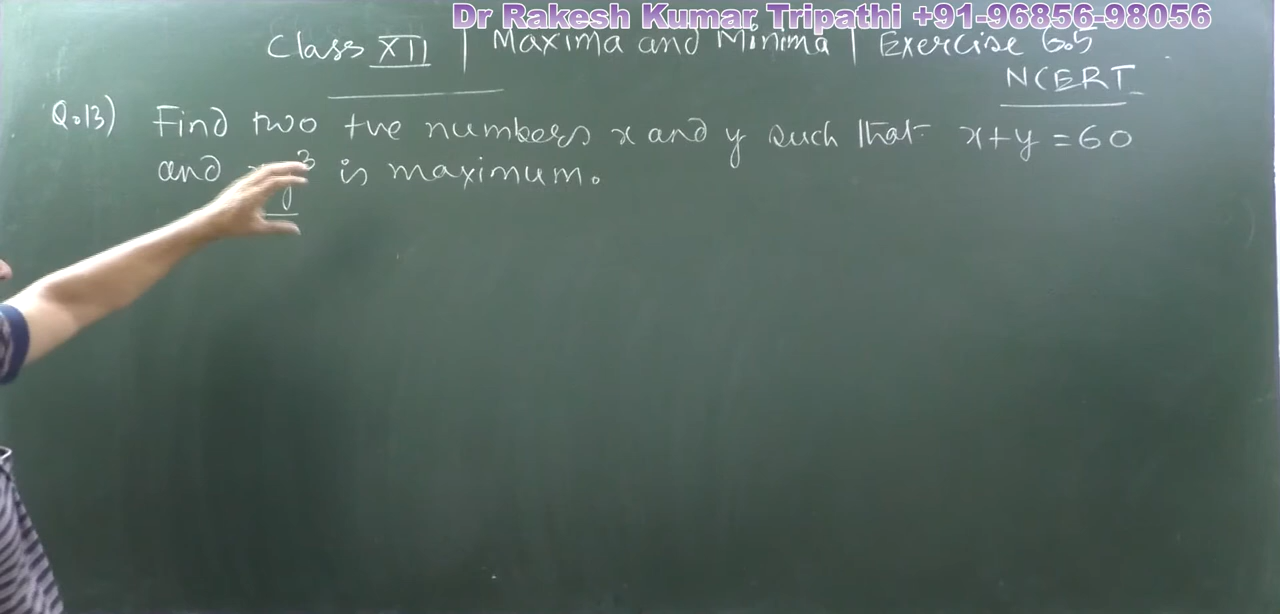 Dr Rakesh Kumar Tripathi +91-96856-98056
Class XII | Maxima and Minima | Exercise 6.5
NCERT
Q.13) Find two +ve numbers x and y such that x+y=60
and y³ is maximum.